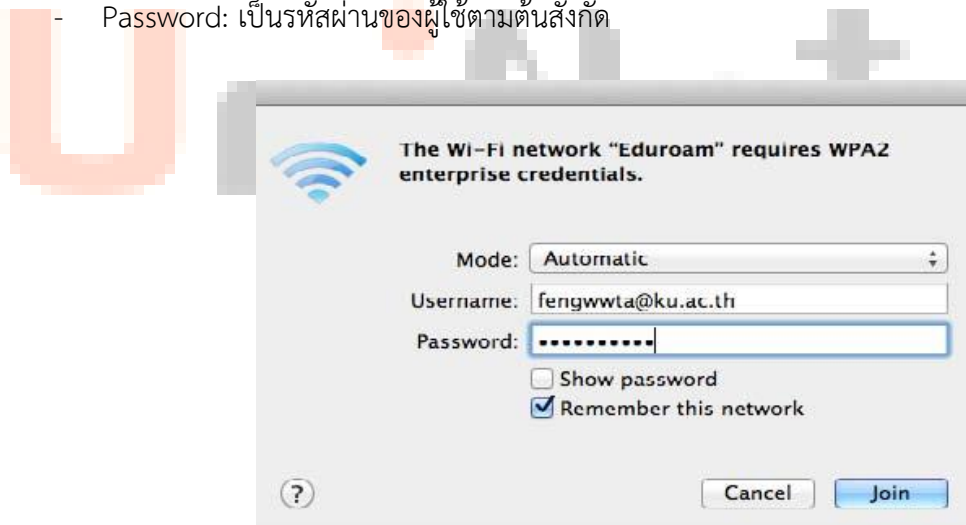 - Password: เป็นรหัสผ่านของผู้ใช้ตามต้นสังกัด
The Wi-Fi network “Eduroam” requires WPA2
enterprise credentials.
Mode: Automatic
Username: fengwwta@ku.ac.th
Password: ••••••••••
Show password
Remember this network
? Cancel Join